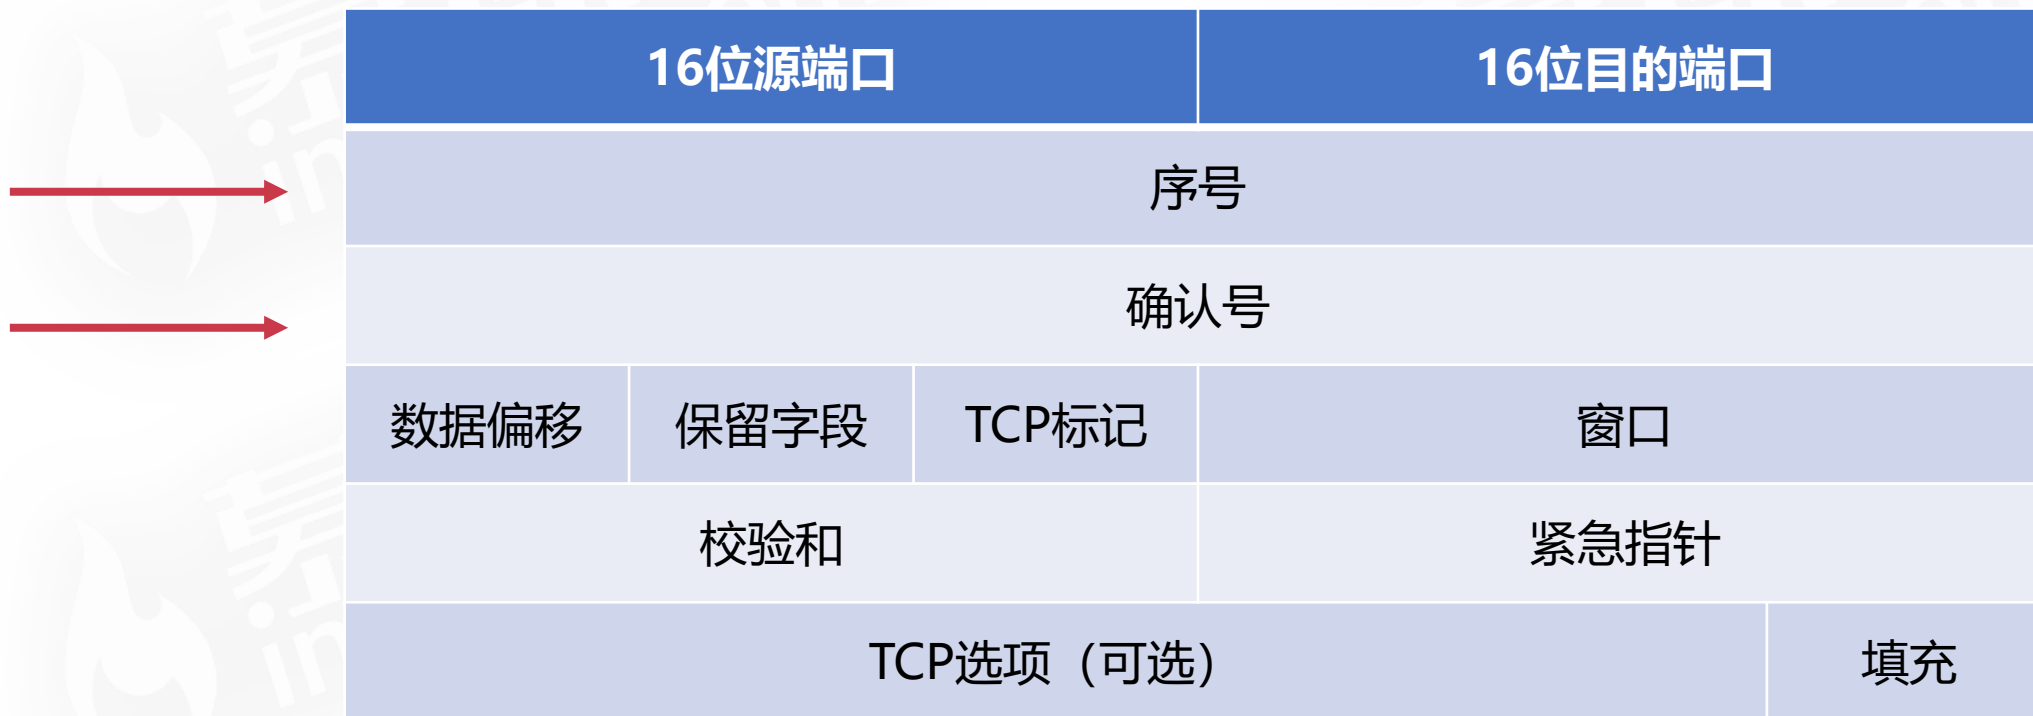 16位源端口
16位目的端口
序号
确认号
数据偏移
保留字段
TCP标记
窗口
校验和
紧急指针
TCP选项（可选）
填充